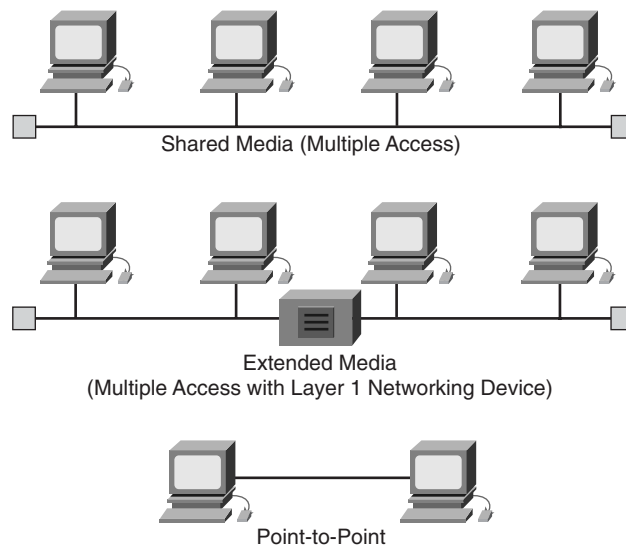 Shared Media (Multiple Access)
Extended Media
(Multiple Access with Layer 1 Networking Device)
Point-to-Point